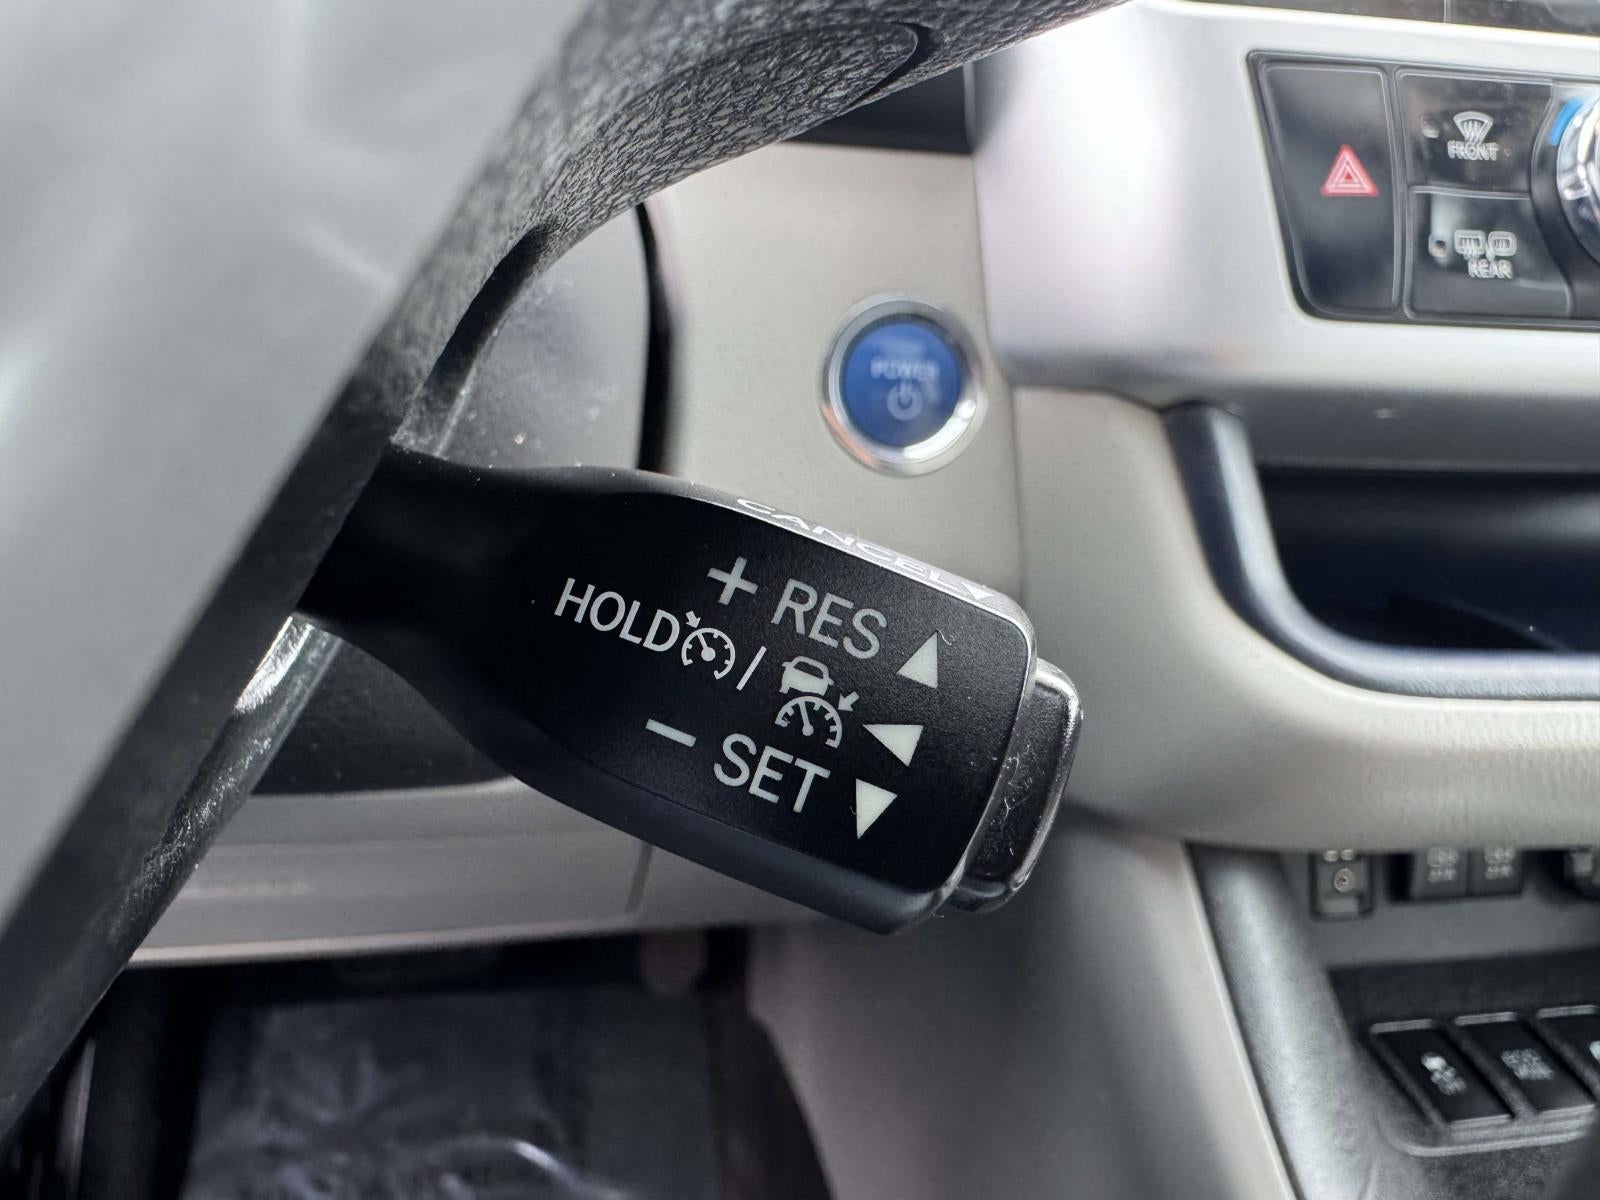 FRONT
REAR
POWER
CANCEL
+ RES
HOLD /
- SET